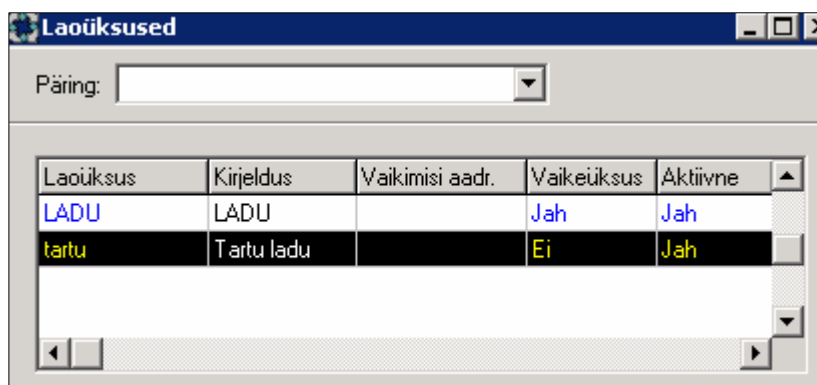 Laoüksused
Päring:
Laoüksus Kirjeldus Vaikimisi aadr. Vaikeüksus Aktiivne
LADU LADU Jah Jah
tartu Tartu ladu Ei Jah